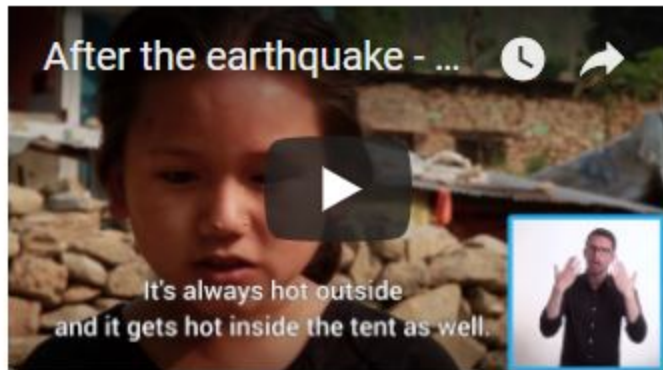 After the earthquake - ...
It's always hot outside
and it gets hot inside the tent as well.